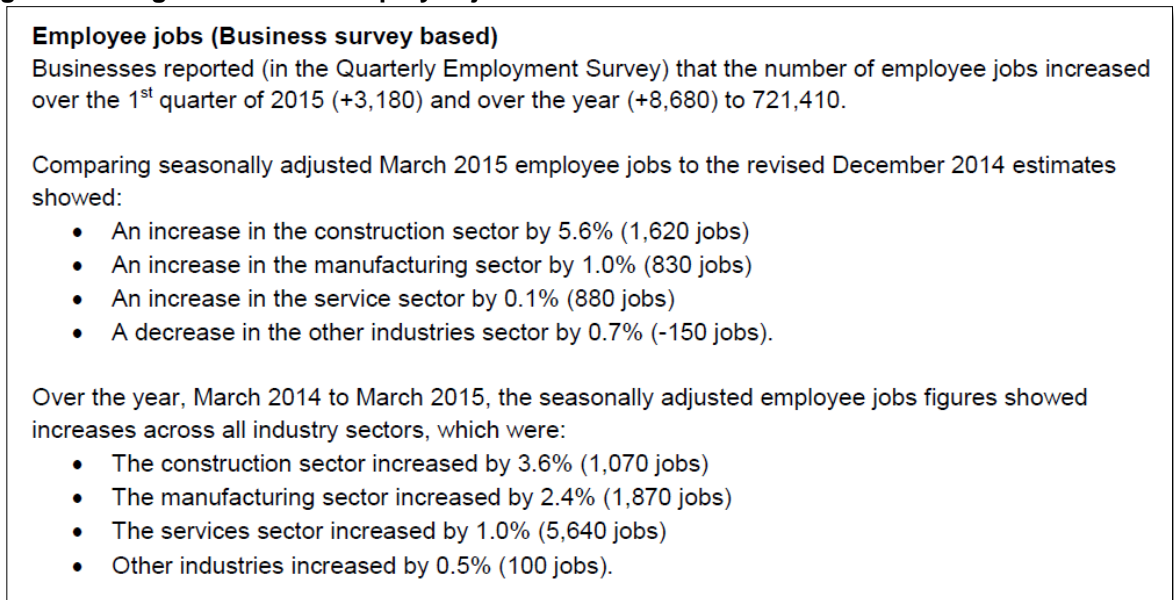 Employee jobs (Business survey based)
Businesses reported (in the Quarterly Employment Survey) that the number of employee jobs increased
over the 1st quarter of 2015 (+3,180) and over the year (+8,680) to 721,410.
Comparing seasonally adjusted March 2015 employee jobs to the revised December 2014 estimates
showed:
• An increase in the construction sector by 5.6% (1,620 jobs)
• An increase in the manufacturing sector by 1.0% (830 jobs)
• An increase in the service sector by 0.1% (880 jobs)
• A decrease in the other industries sector by 0.7% (-150 jobs).
Over the year, March 2014 to March 2015, the seasonally adjusted employee jobs figures showed
increases across all industry sectors, which were:
• The construction sector increased by 3.6% (1,070 jobs)
• The manufacturing sector increased by 2.4% (1,870 jobs)
• The services sector increased by 1.0% (5,640 jobs)
• Other industries increased by 0.5% (100 jobs).